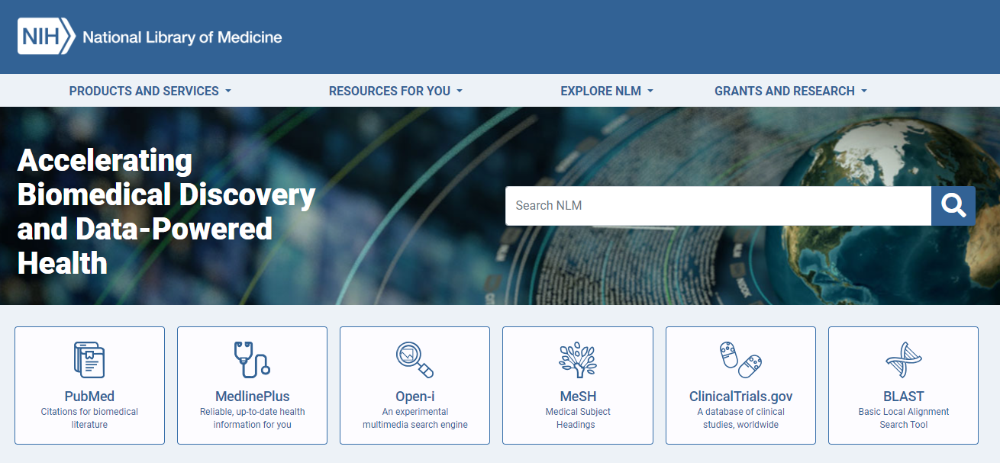 NIH National Library of Medicine
PRODUCTS AND SERVICES
RESOURCES FOR YOU
EXPLORE NLM
GRANTS AND RESEARCH
Accelerating
Biomedical Discovery
and Data-Powered
Health
Search NLM
PubMed
Citations for biomedical
literature
MedlinePlus
Reliable, up-to-date health
information for you
Open-i
An experimental
multimedia search engine
MeSH
Medical Subject
Headings
ClinicalTrials.gov
A database of clinical
studies, worldwide
BLAST
Basic Local Alignment
Search Tool